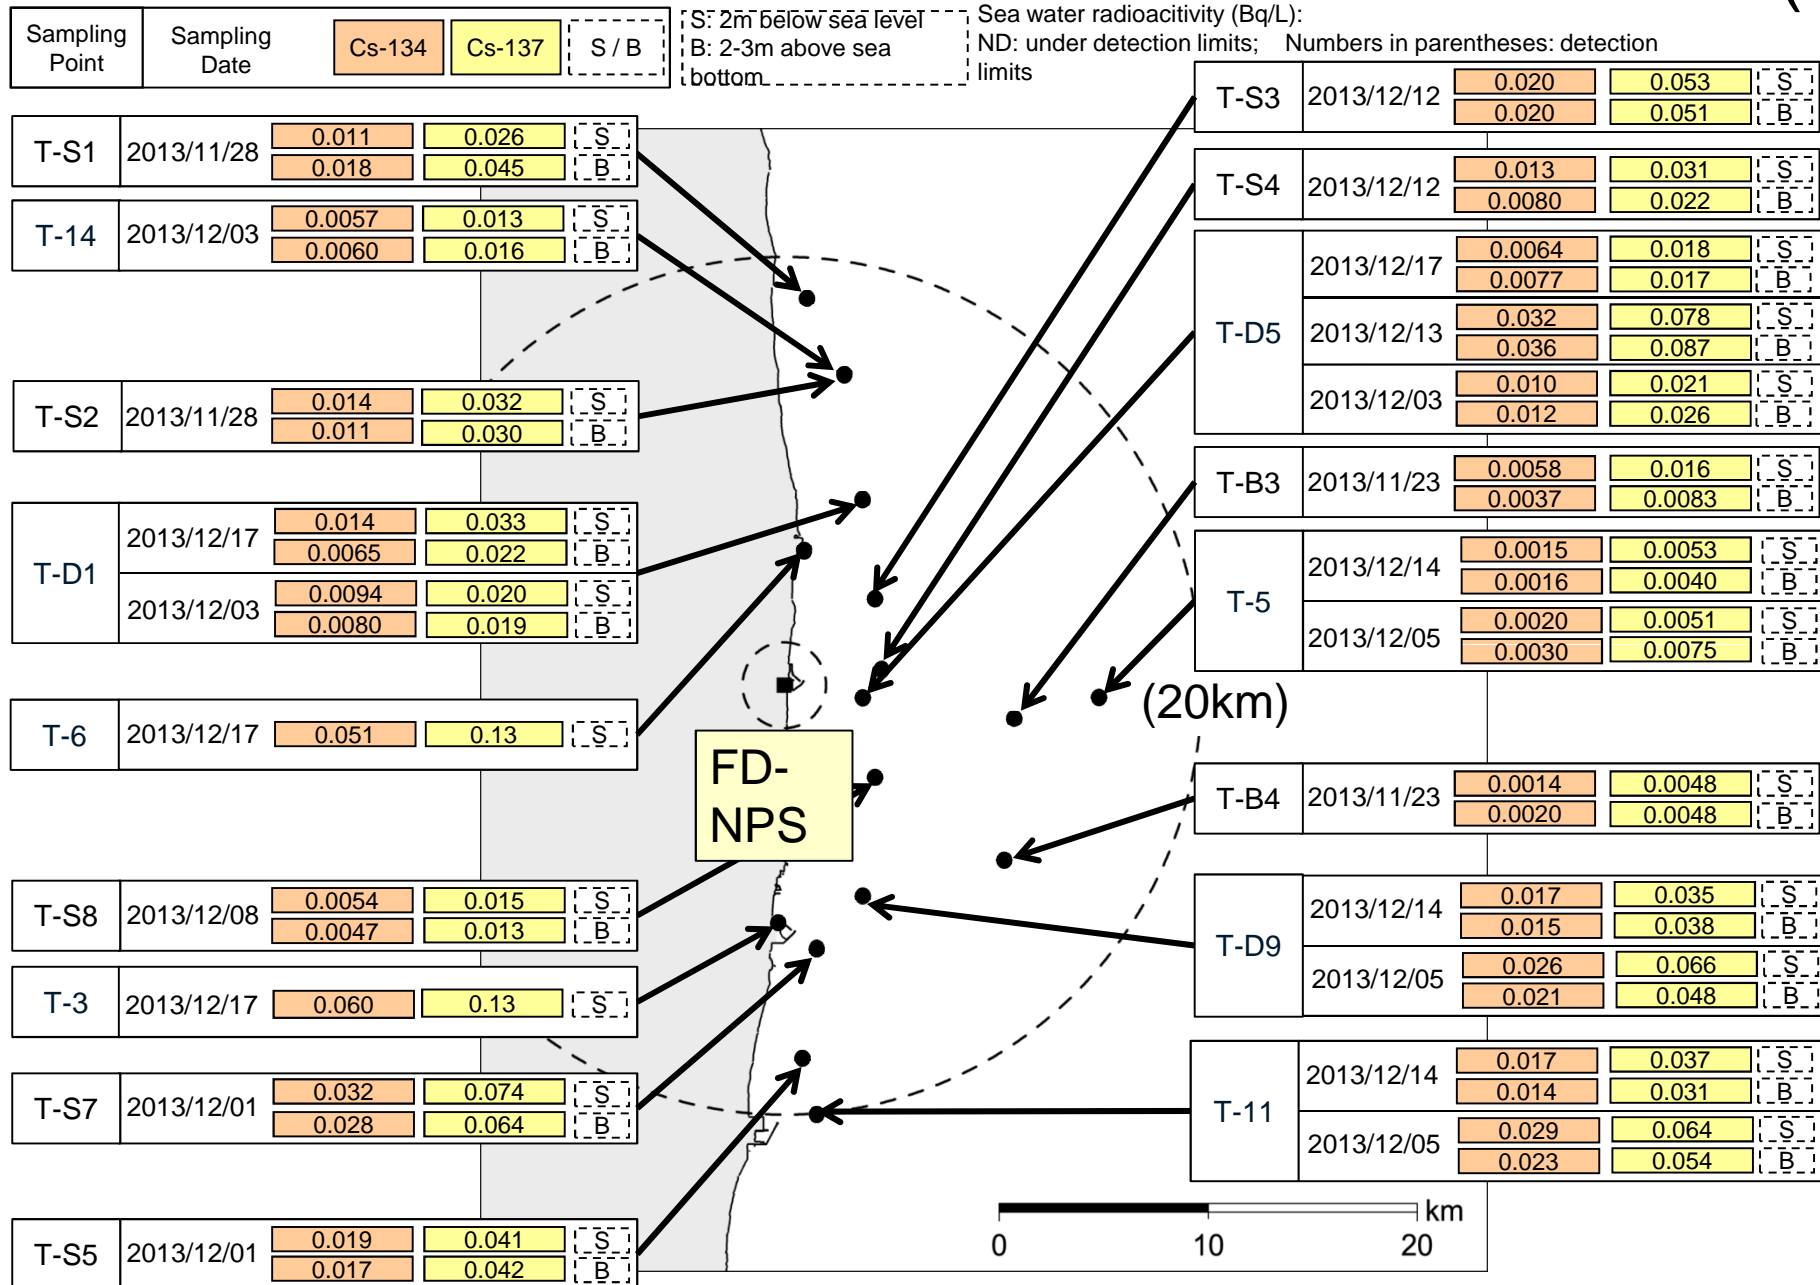 Sampling Point
Sampling Date
Cs-134
Cs-137
S / B
S: 2m below sea level
B: 2-3m above sea bottom
Sea water radioacitivity (Bq/L):
ND: under detection limits; Numbers in parentheses: detection limits
(
T-S1 2013/11/28 0.011 0.026 S
0.018 0.045 B
T-14 2013/12/03 0.0057 0.013 S
0.0060 0.016 B
T-S2 2013/11/28 0.014 0.032 S
0.011 0.030 B
T-D1 2013/12/17 0.014 0.033 S
0.0065 0.022 B
2013/12/03 0.0094 0.020 S
0.0080 0.019 B
T-6 2013/12/17 0.051 0.13 S
T-S8 2013/12/08 0.0054 0.015 S
0.0047 0.013 B
T-3 2013/12/17 0.060 0.13 S
T-S7 2013/12/01 0.032 0.074 S
0.028 0.064 B
T-S5 2013/12/01 0.019 0.041 S
0.017 0.042 B
FD-
NPS
(20km)
T-S3 2013/12/12 0.020 0.053 S
0.020 0.051 B
T-S4 2013/12/12 0.013 0.031 S
0.0080 0.022 B
T-D5 2013/12/17 0.0064 0.018 S
0.0077 0.017 B
2013/12/13 0.032 0.078 S
0.036 0.087 B
2013/12/03 0.010 0.021 S
0.012 0.026 B
T-B3 2013/11/23 0.0058 0.016 S
0.0037 0.0083 B
T-5 2013/12/14 0.0015 0.0053 S
0.0016 0.0040 B
2013/12/05 0.0020 0.0051 S
0.0030 0.0075 B
T-B4 2013/11/23 0.0014 0.0048 S
0.0020 0.0048 B
T-D9 2013/12/14 0.017 0.035 S
0.015 0.038 B
2013/12/05 0.026 0.066 S
0.021 0.048 B
T-11 2013/12/14 0.017 0.037 S
0.014 0.031 B
2013/12/05 0.029 0.064 S
0.023 0.054 B
km
0 10 20